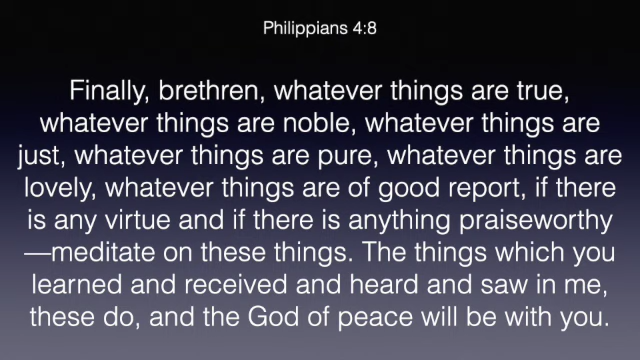 Philippians 4:8
Finally, brethren, whatever things are true,
whatever things are noble, whatever things are
just, whatever things are pure, whatever things are
lovely, whatever things are of good report, if there
is any virtue and if there is anything praiseworthy
—meditate on these things. The things which you
learned and received and heard and saw in me,
these do, and the God of peace will be with you.